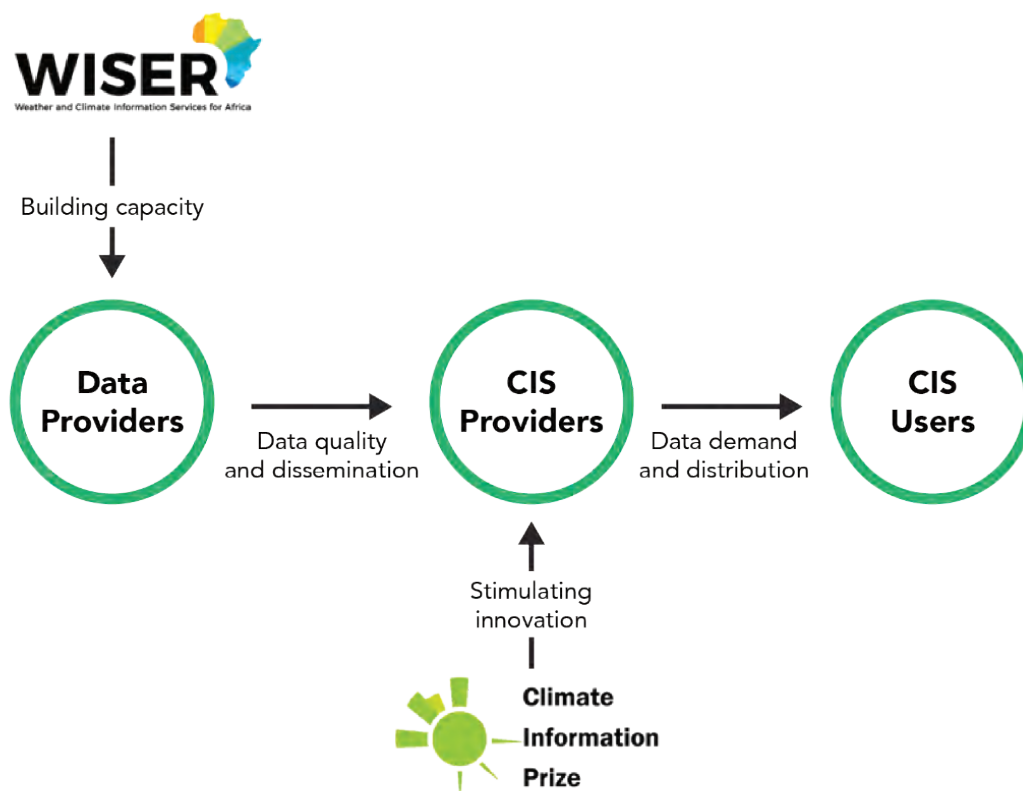 WISER
Weather and Climate Information Services for Africa
Building capacity
Data
Providers
Data quality
and dissemination
CIS
Providers
Data demand
and distribution
CIS
Users
Stimulating
innovation
Climate
Information
Prize